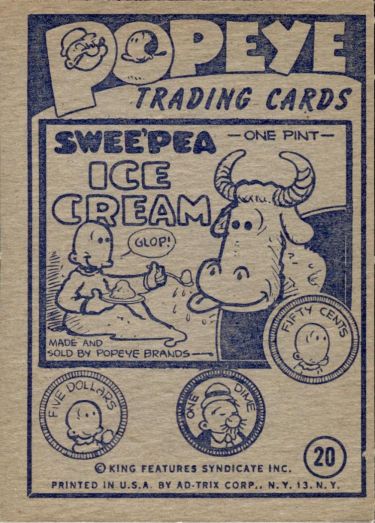 POPEYE
TRADING CARDS
SWEE'PEA —ONE PINT—
ICE
CREAM
GLOP!
MADE AND
SOLD BY POPEYE BRANDS
FIFTY CENTS
FIVE DOLLARS
ONE DIME
20
© KING FEATURES SYNDICATE INC.
PRINTED IN U.S.A. BY AD-TRIX CORP., N.Y. 13, N.Y.